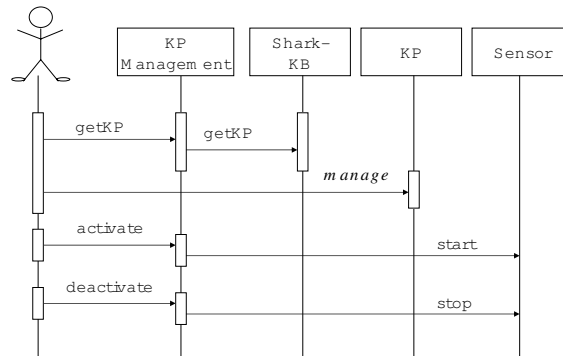 KP
Management
Shark-
KB
KP
Sensor
getKP
getKP
manage
activate
start
deactivate
stop